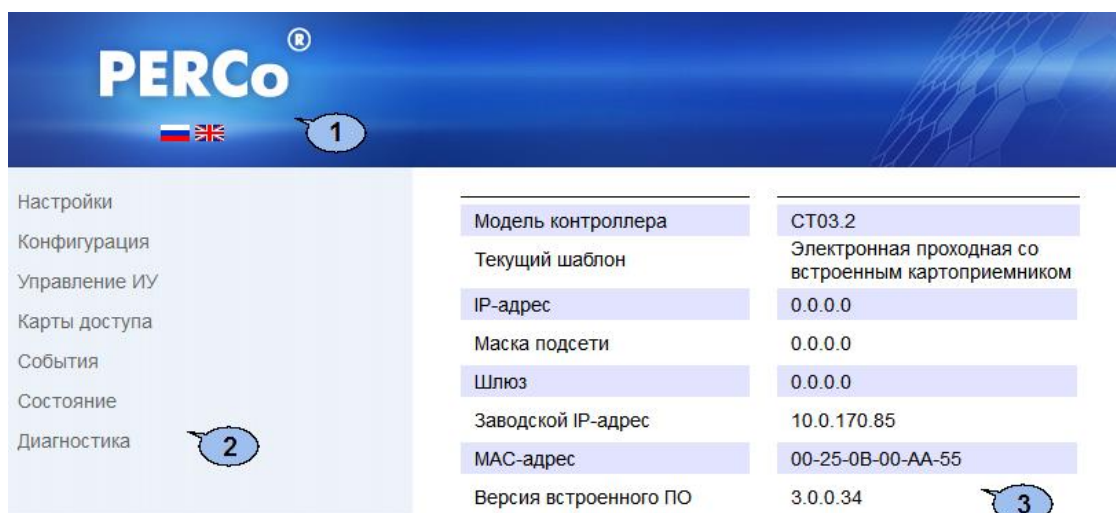 PERCo®
1
Настройки
Конфигурация
Управление ИУ
Карты доступа
События
Состояние
Диагностика
2
Модель контроллера CT03.2
Текущий шаблон Электронная проходная со
встроенным картоприемником
IP-адрес 0.0.0.0
Маска подсети 0.0.0.0
Шлюз 0.0.0.0
Заводской IP-адрес 10.0.170.85
MAC-адрес 00-25-0B-00-AA-55
Версия встроенного ПО 3.0.0.34
3